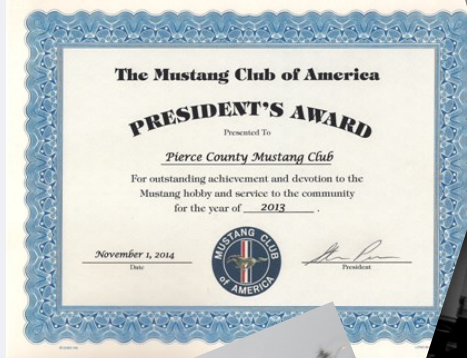 The Mustang Club of America
PRESIDENT'S AWARD
Presented To
Pierce County Mustang Club
For outstanding achievement and devotion to the
Mustang hobby and service to the community
for the year of 2013 .
November 1, 2014
Date
President
MUSTANG CLUB
of AMERICA